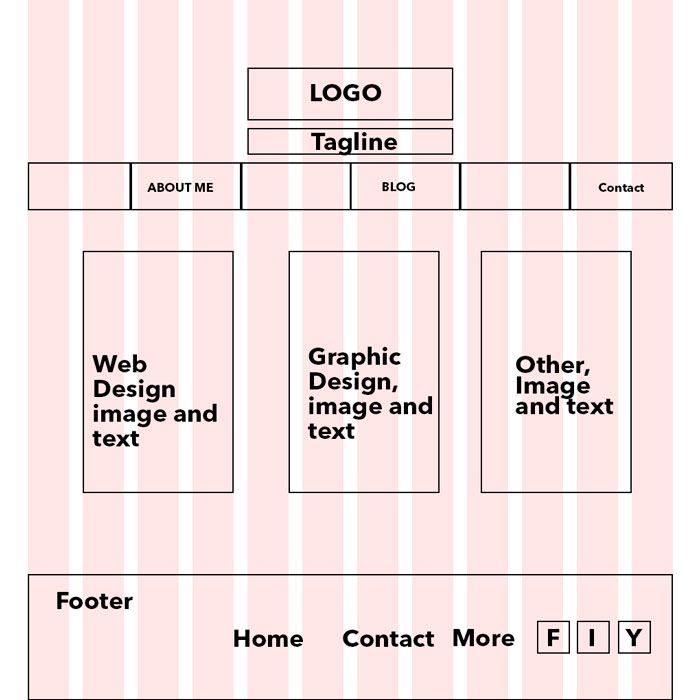 LOGO
Tagline
ABOUT ME
BLOG
Contact
Web
Design
image and
text
Graphic
Design,
image and
text
Other,
Image
and text
Footer
Home Contact More F I Y